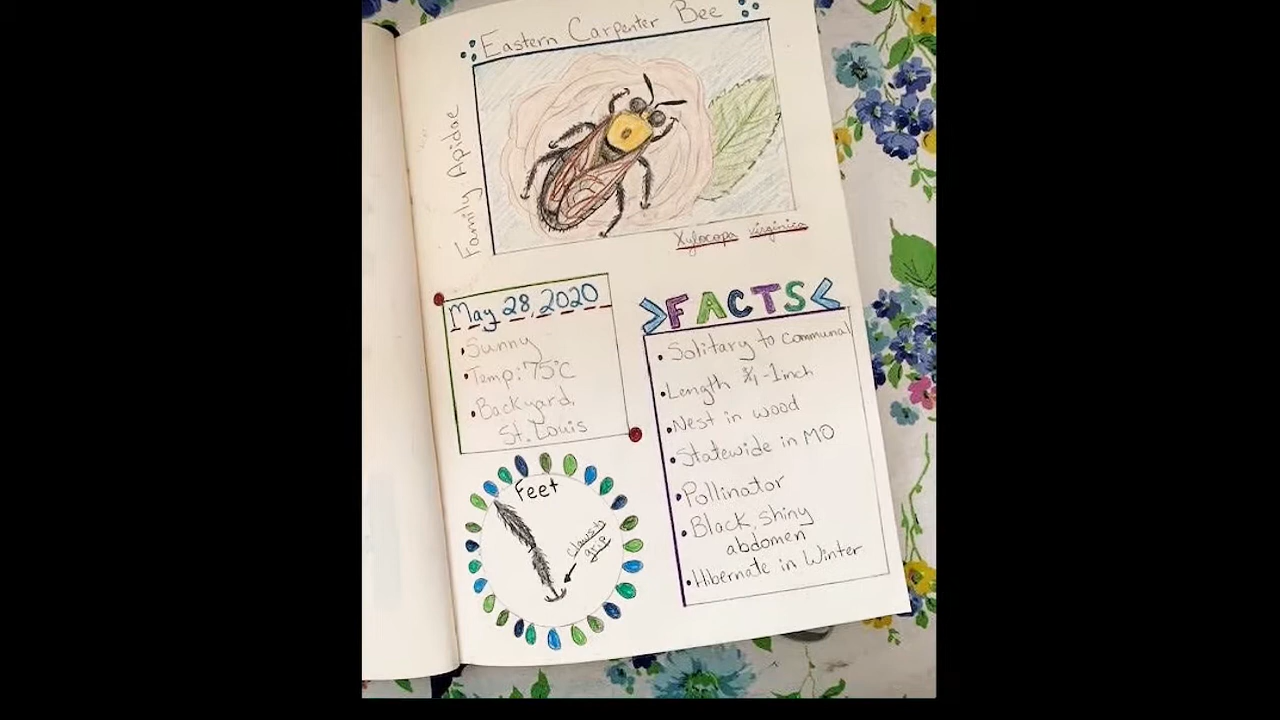 Eastern Carpenter Bee
Family Apidae
Xylocopa virginica
May 28, 2020
•Sunny
•Temp: 75°C
•Backyard,
St. Louis
>FACTS<
•Solitary to communal
•Length ¾-1inch
•Nest in wood
•Statewide in MO
•Pollinator
•Black, shiny
abdomen
•Hibernate in Winter
Feet
claws to
grip